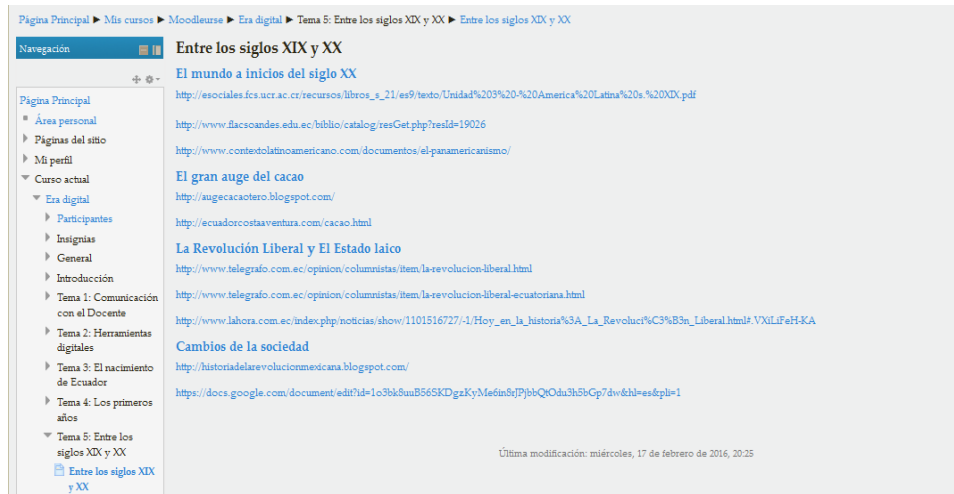 Página Principal ▶ Mis cursos ▶ Moodleurse ▶ Era digital ▶ Tema 5: Entre los siglos XIX y XX ▶ Entre los siglos XIX y XX
Navegación
Página Principal
Área personal
Páginas del sitio
Mi perfil
Curso actual
Era digital
Participantes
Insignias
General
Introducción
Tema 1: Comunicación
con el Docente
Tema 2: Herramientas
digitales
Tema 3: El nacimiento
de Ecuador
Tema 4: Los primeros
años
Tema 5: Entre los
siglos XIX y XX
Entre los siglos XIX
y XX
Entre los siglos XIX y XX
El mundo a inicios del siglo XX
http://esociales.fcs.ucr.ac.cr/recursos/libros_s_21/es9/texto/Unidad%203%20-%20America%20Latina%20s.%20XIX.pdf
http://www.flacsoandes.edu.ec/biblio/catalog/resGet.php?resId=19026
http://www.contextolatinoamericano.com/documentos/el-panamericanismo/
El gran auge del cacao
http://augecacaotero.blogspot.com/
http://ecuadorcostaaventura.com/cacao.html
La Revolución Liberal y El Estado laico
http://www.telegrafo.com.ec/opinion/columnistas/item/la-revolucion-liberal.html
http://www.telegrafo.com.ec/opinion/columnistas/item/la-revolucion-liberal-ecuatoriana.html
http://www.lahora.com.ec/index.php/noticias/show/1101516727/-1/Hoy_en_la_historia%3A_La_Revoluci%C3%B3n_Liberal.html#.VXiLiFeH-KA
Cambios de la sociedad
http://historiadelarevolucionmexicana.blogspot.com/
https://docs.google.com/document/edit?id=1o3bk8uuB56SKDgzKyMe6in8rJPjbbQtOdu3h5bGp7dw&hl=es&pli=1
Última modificación: miércoles, 17 de febrero de 2016, 20:25